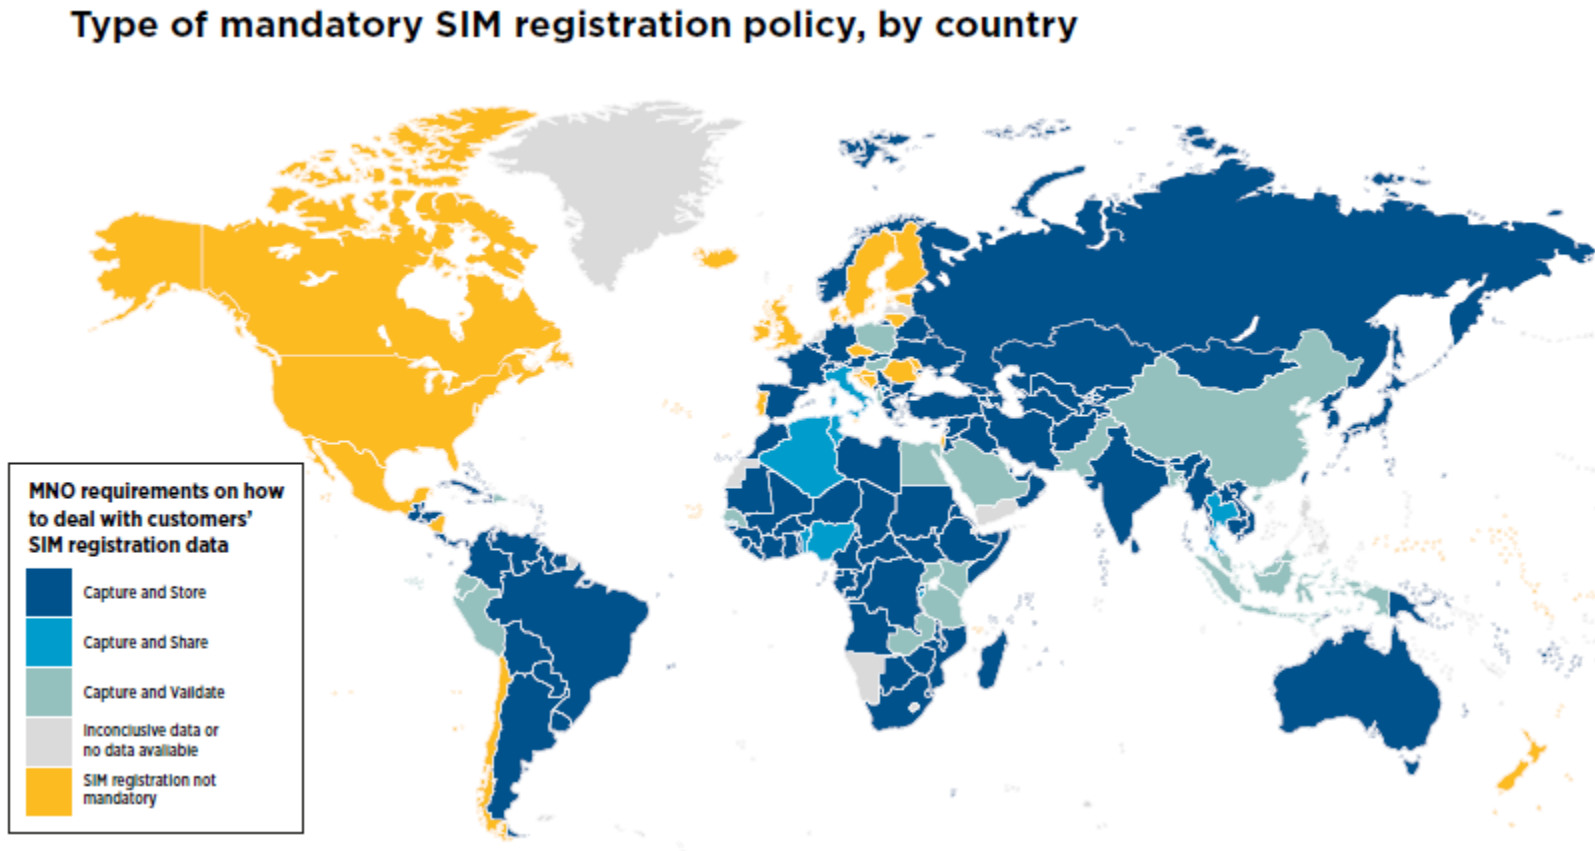 Type of mandatory SIM registration policy, by country
MNO requirements on how
to deal with customers’
SIM registration data
Capture and Store
Capture and Share
Capture and Validate
Inconclusive data or
no data available
SIM registration not
mandatory